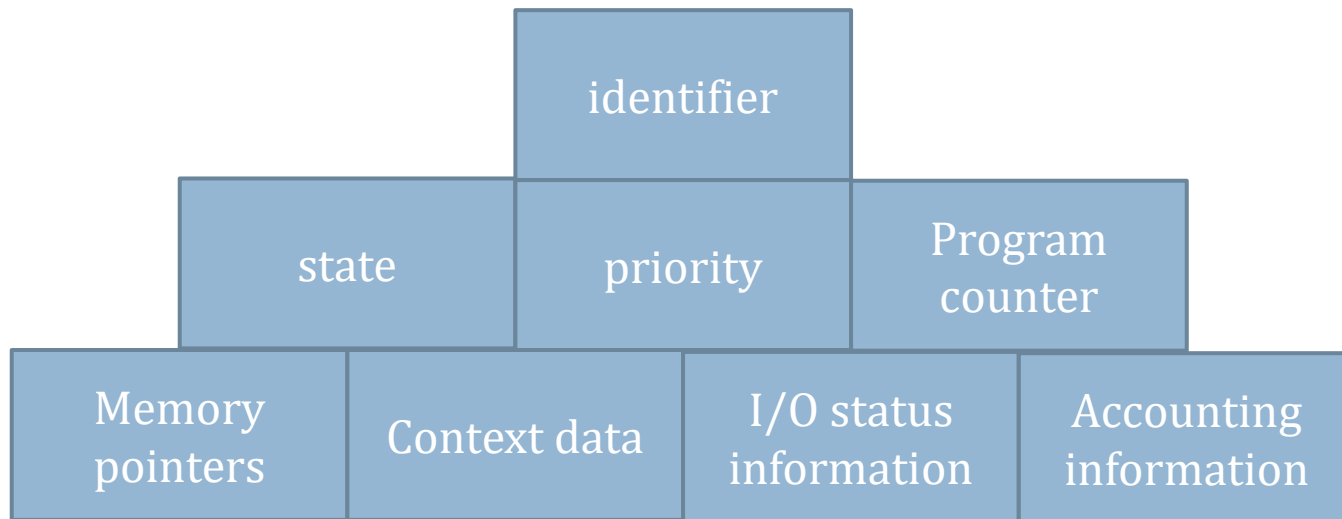 identifier
state
priority
Program
counter
Memory
pointers
Context data
I/O status
information
Accounting
information